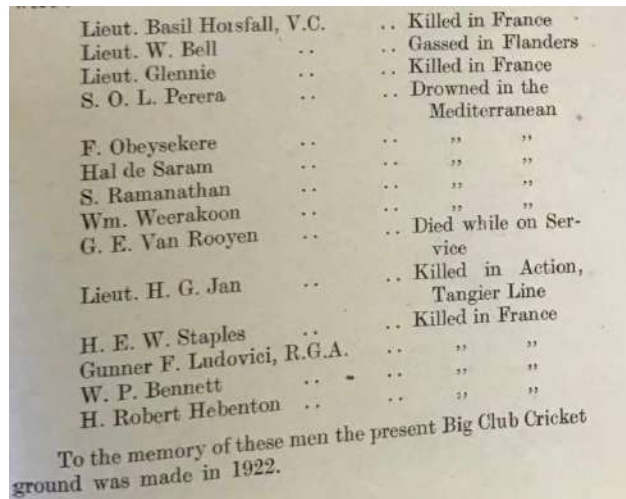 Lieut. Basil Horsfall, V.C. .. Killed in France
Lieut. W. Bell .. .. Gassed in Flanders
Lieut. Glennie .. .. Killed in France
S. O. L. Perera .. .. Drowned in the
Mediterranean
F. Obeysekere .. .. ,, ,,
Hal de Saram .. .. ,, ,,
S. Ramanathan .. .. ,, ,,
Wm. Weerakoon .. .. ,, ,,
G. E. Van Rooyen .. .. Died while on Ser-
vice
Lieut. H. G. Jan .. .. Killed in Action,
Tangier Line
H. E. W. Staples .. .. Killed in France
Gunner F. Ludovici, R.G.A. .. ,, ,,
W. P. Bennett .. .. ,, ,,
H. Robert Hebenton .. .. ,, ,,
To the memory of these men the present Big Club Cricket
ground was made in 1922.